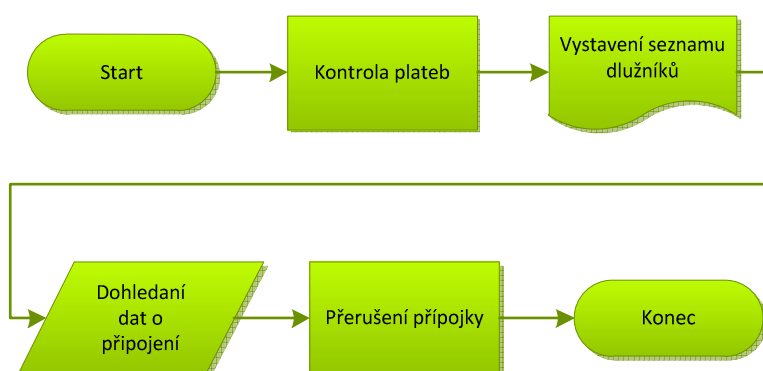 Start
Kontrola plateb
Vystavení seznamu
dlužníků
Dohledaní
dat o
připojení
Přerušení přípojky
Konec